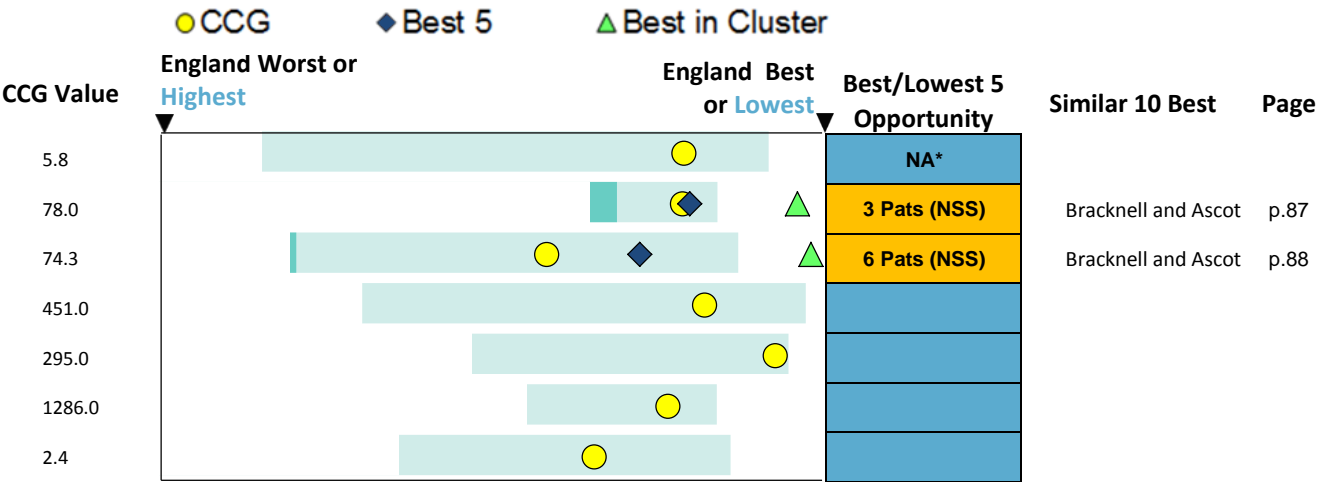 CCG Best 5 Best in Cluster
CCG Value
England Worst or
Highest
England Best
or Lowest
Best/Lowest 5
Opportunity
Similar 10 Best
Page
5.8 NA*
78.0 3 Pats (NSS) Bracknell and Ascot p.87
74.3 6 Pats (NSS) Bracknell and Ascot p.88
451.0
295.0
1286.0
2.4